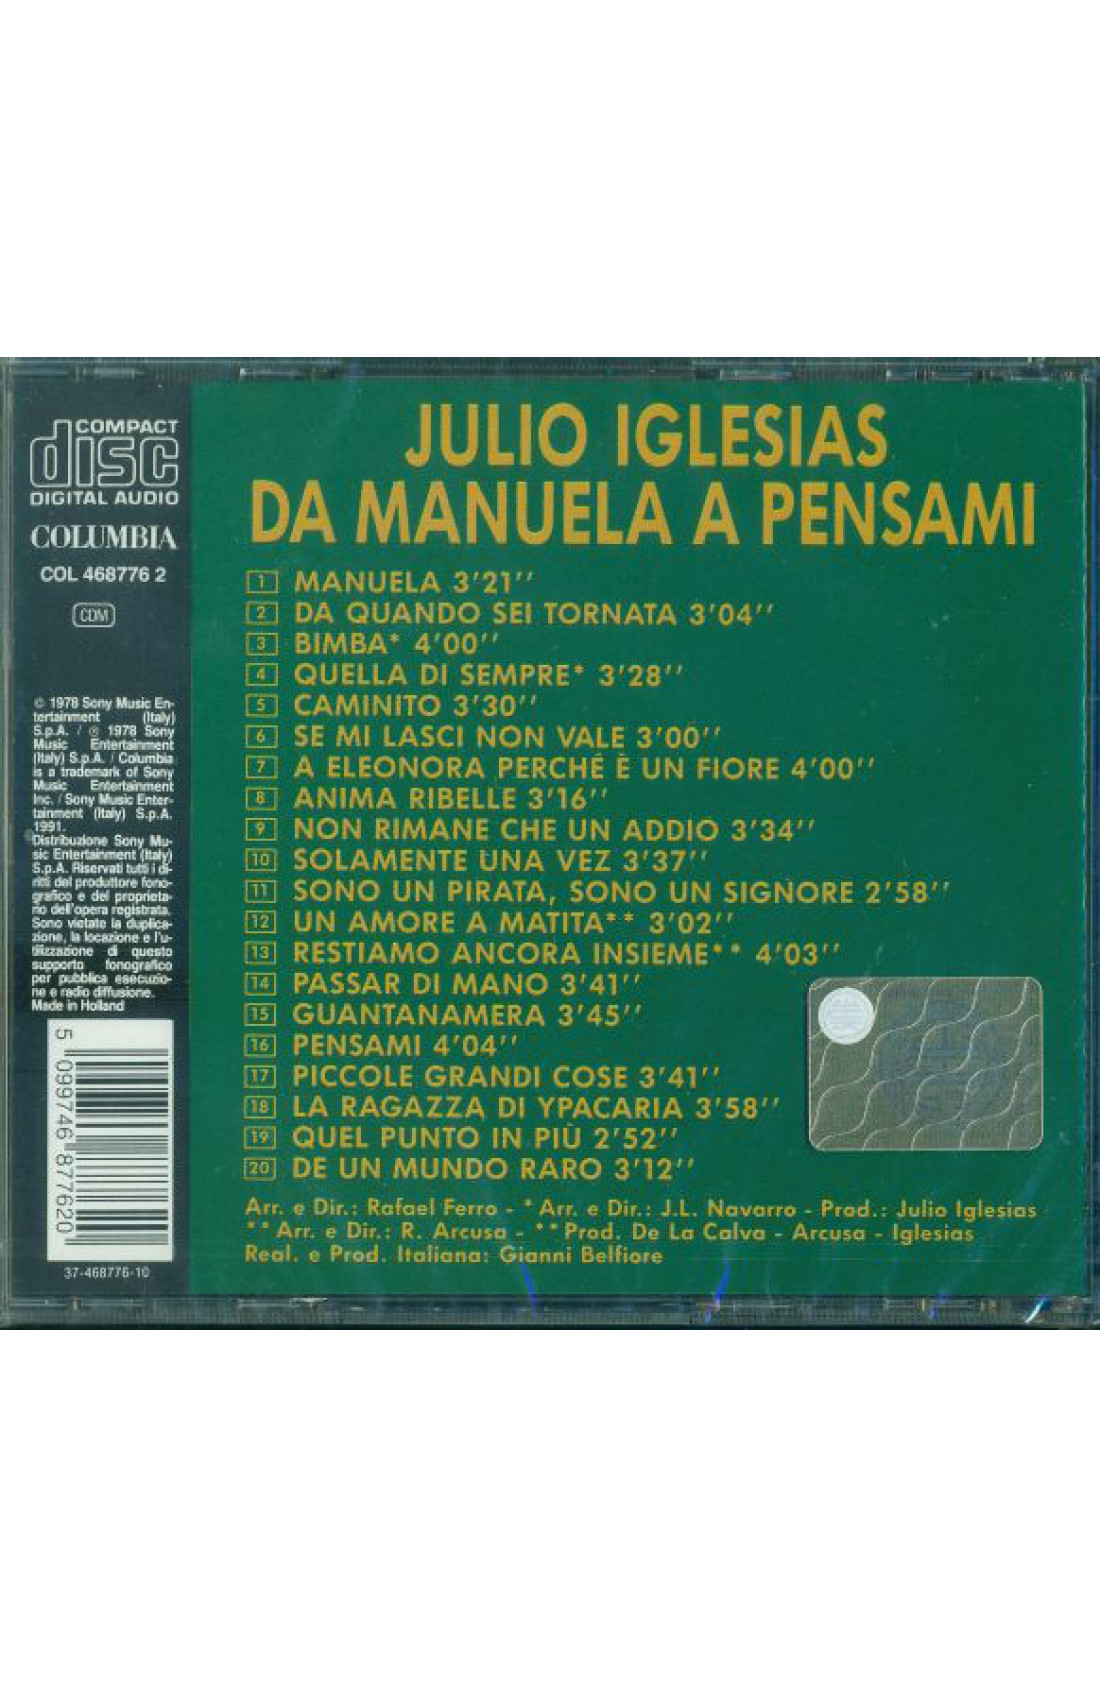 COMPACT
disc
DIGITAL AUDIO
COLUMBIA
COL 468776 2
CDM
© 1978 Sony Music En-
tertainment (Italy)
S.p.A. / ℗ 1978 Sony
Music Entertainment
(Italy) S.p.A. / Columbia
is a trademark of Sony
Music Entertainment
Inc. / Sony Music Enter-
tainment (Italy) S.p.A.
1991.
Distribuzione Sony Mu-
sic Entertainment (Italy)
S.p.A. Riservati tutti i di-
ritti del produttore fono-
grafico e del proprieta-
rio dell'opera registrata.
Sono vietate la duplica-
zione, la locazione e l'u-
tilizzazione di questo
supporto fonografico
per pubblica esecuzio-
ne e radio diffusione.
Made in Holland
5 099746 877620
37-468776-10
JULIO IGLESIAS
DA MANUELA A PENSAMI
1 MANUELA 3'21''
2 DA QUANDO SEI TORNATA 3'04''
3 BIMBA* 4'00''
4 QUELLA DI SEMPRE* 3'28''
5 CAMINITO 3'30''
6 SE MI LASCI NON VALE 3'00''
7 A ELEONORA PERCHÉ È UN FIORE 4'00''
8 ANIMA RIBELLE 3'16''
9 NON RIMANE CHE UN ADDIO 3'34''
10 SOLAMENTE UNA VEZ 3'37''
11 SONO UN PIRATA, SONO UN SIGNORE 2'58''
12 UN AMORE A MATITA** 3'02''
13 RESTIAMO ANCORA INSIEME** 4'03''
14 PASSAR DI MANO 3'41''
15 GUANTANAMERA 3'45''
16 PENSAMI 4'04''
17 PICCOLE GRANDI COSE 3'41''
18 LA RAGAZZA DI YPACARIA 3'58''
19 QUEL PUNTO IN PIÙ 2'52''
20 DE UN MUNDO RARO 3'12''
Arr. e Dir.: Rafael Ferro - *Arr. e Dir.: J.L. Navarro - Prod.: Julio Iglesias
**Arr. e Dir.: R. Arcusa - **Prod. De La Calva - Arcusa - Iglesias
Real. e Prod. Italiana: Gianni Belfiore